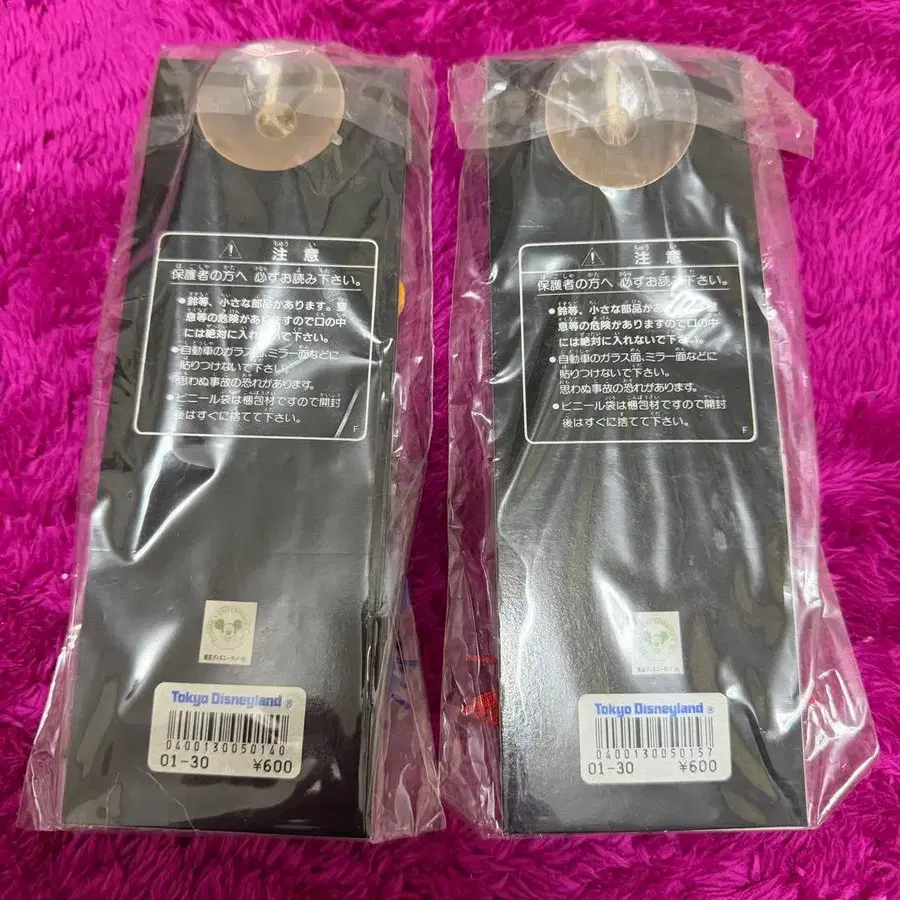 ⚠ 注意
保護者の方へ 必ずお読み下さい。
●鈴等、小さな部品があります。窒
息等の危険がありますので口の中
には絶対に入れ　いで下さい。
●自動車のガラス面、ミラー面などに
貼りつけないで下さい。
思わぬ事故の恐れがあります。
●ビニール袋は梱包材ですので開封
後はすぐに捨てて下さい。
F
東京ディズニーランド
Tokyo Disneyland ®
0400130050140
01-30 ¥600
⚠ 注意
保護者の方へ 必ずお読み下さい。
●鈴等、小さな部品があ
息等の危険がありますので口の中
には絶対に入れないで下さい。
●自動車のガラス面、ミラー面などに
貼りつけないで下さい。
思わぬ事故の恐れがあります。
●ビニール袋は梱包材ですので開封
後はすぐに捨てて下さい。
F
Tokyo Disneyland ®
0400130050157
01-30 ¥600